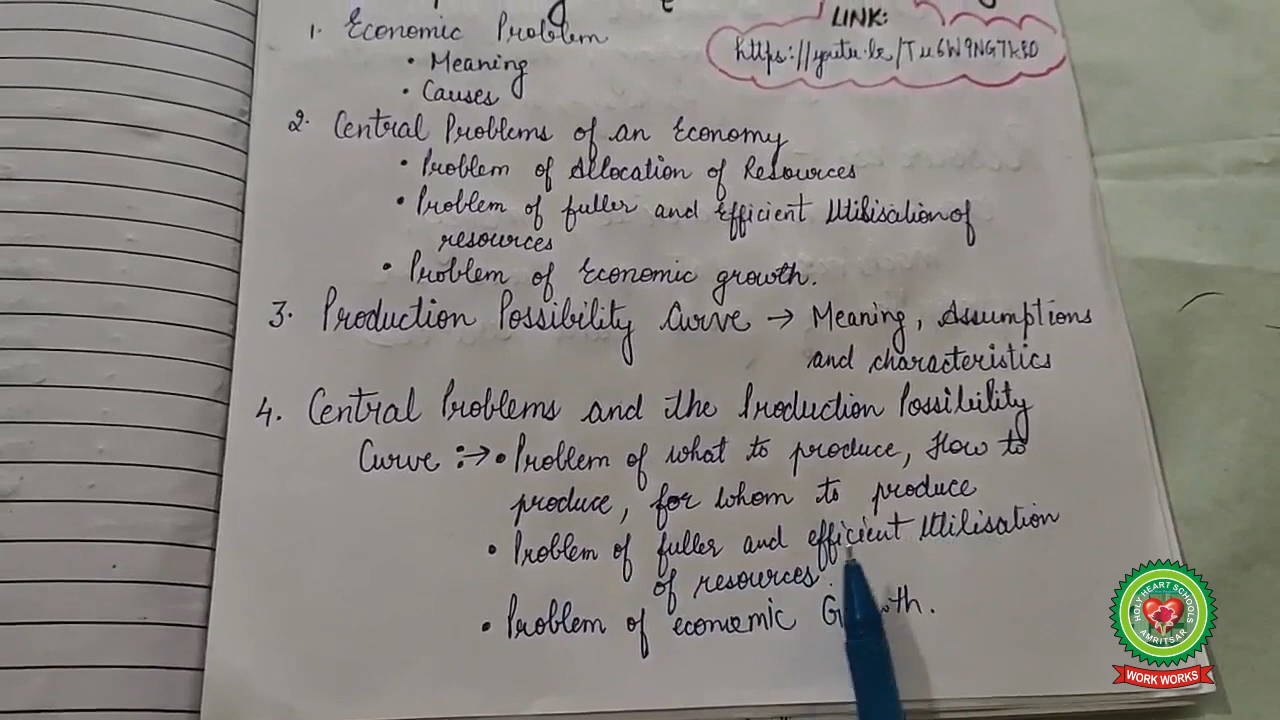 LINK:
1. Economic Problem
• Meaning
• Causes
2. Central Problems of an Economy
• Problem of Allocation of Resources
• Problem of fuller and Efficient Utilisation of
resources
• Problem of Economic growth.
3. Production Possibility Curve → Meaning, Assumptions
and characteristics
4. Central Problems and the Production Possibility
Curve :→ • Problem of what to produce, How to
produce, for whom to produce
• Problem of fuller and efficient Utilisation
of resources.
• Problem of economic Growth.
HOLY HEART SCHOOLS
AMRITSAR
WORK WORKS